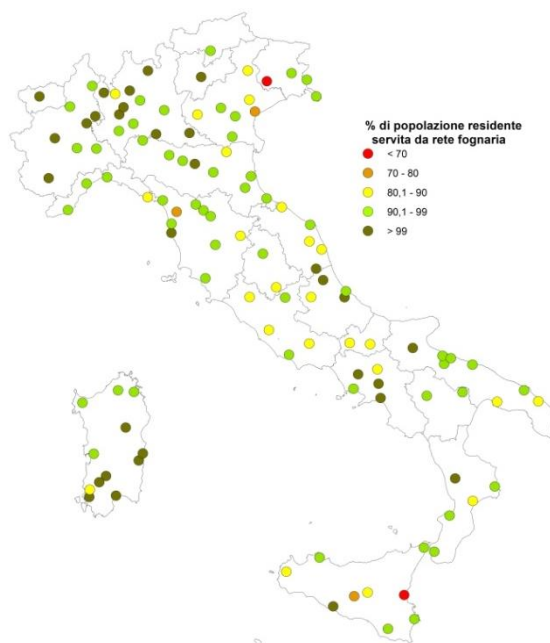 % di popolazione residente
servita da rete fognaria
< 70
70 - 80
80,1 - 90
90,1 - 99
> 99